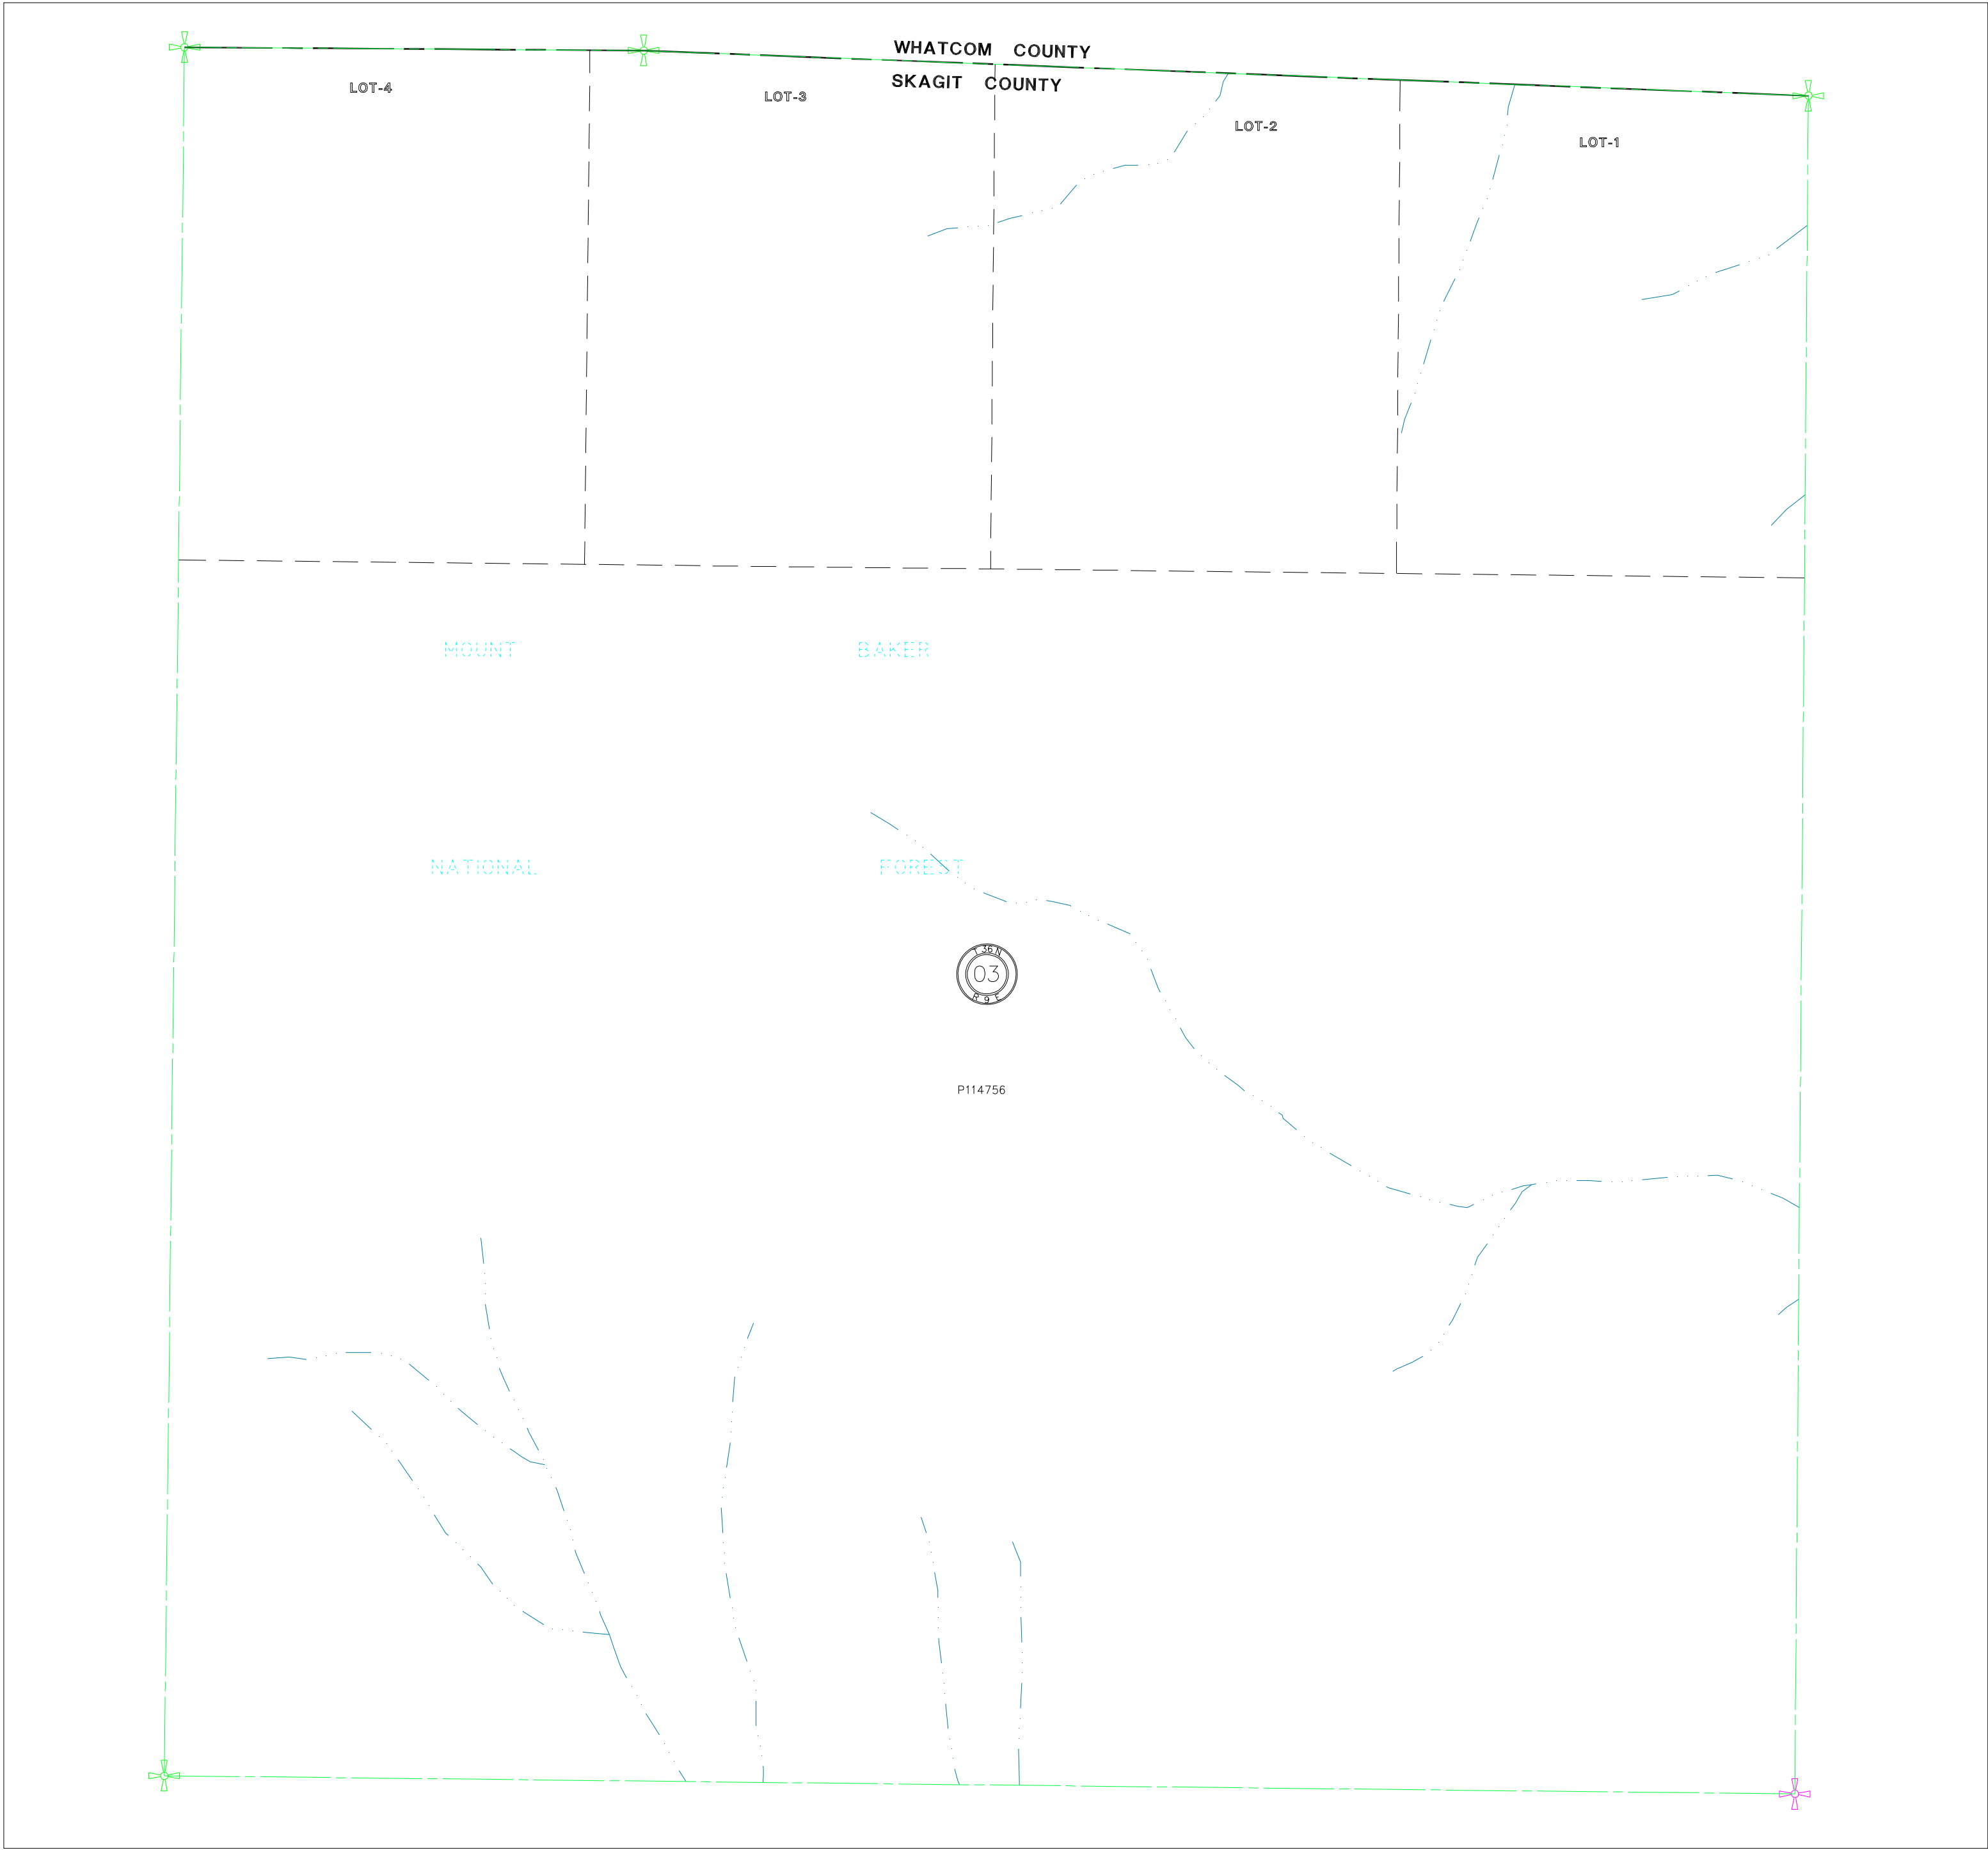 WHATCOM COUNTY
SKAGIT COUNTY
LOT-4
LOT-3
LOT-2
LOT-1
MOUNT BAKER
NATIONAL FOREST
T36N
03
R 9 E
P114756